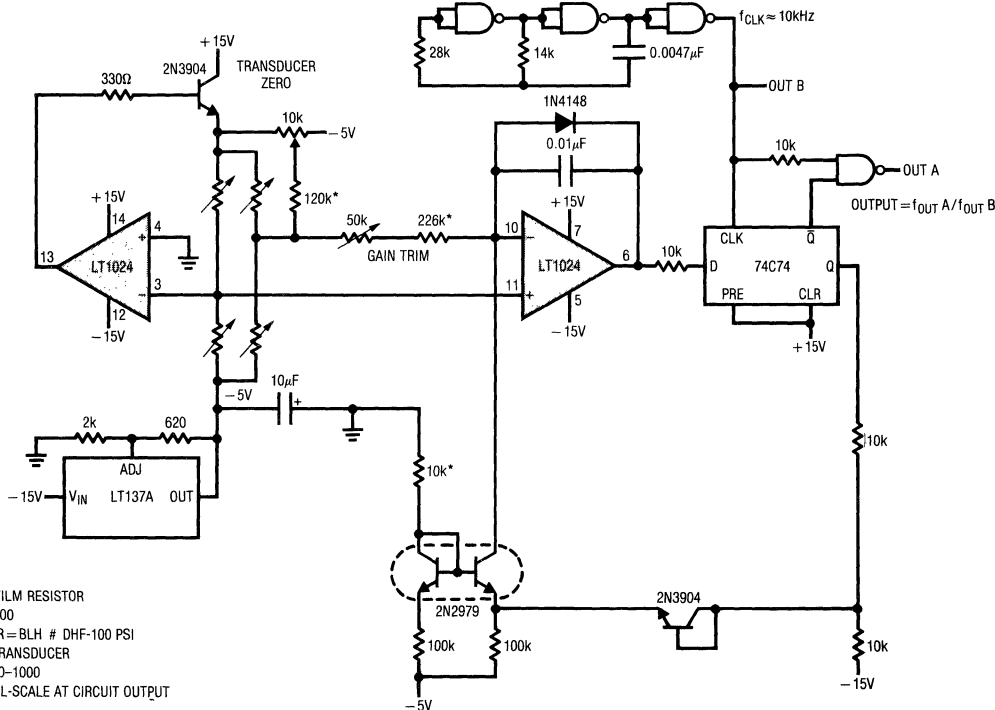 fCLK≈10kHz
28k
14k
0.0047µF
+15V
2N3904
TRANSDUCER
ZERO
330Ω
10k
−5V
OUT B
1N4148
0.01µF
10k
OUT A
OUTPUT=fOUT A/fOUT B
120k*
50k
226k*
GAIN TRIM
+15V
14
4
+
13
LT1024
3
−
12
−15V
+15V
10
−
7
LT1024
6
11
+
5
−15V
10k
CLK
Q̅
D
74C74
Q
PRE
CLR
+15V
−5V
10µF
+
2k
620
ADJ
−15V
VIN
LT137A
OUT
10k*
10k
2N2979
2N3904
100k
100k
10k
−15V
−5V
FILM RESISTOR
00
R=BLH # DHF-100 PSI
RANSDUCER
0–1000
L-SCALE AT CIRCUIT OUTPUT